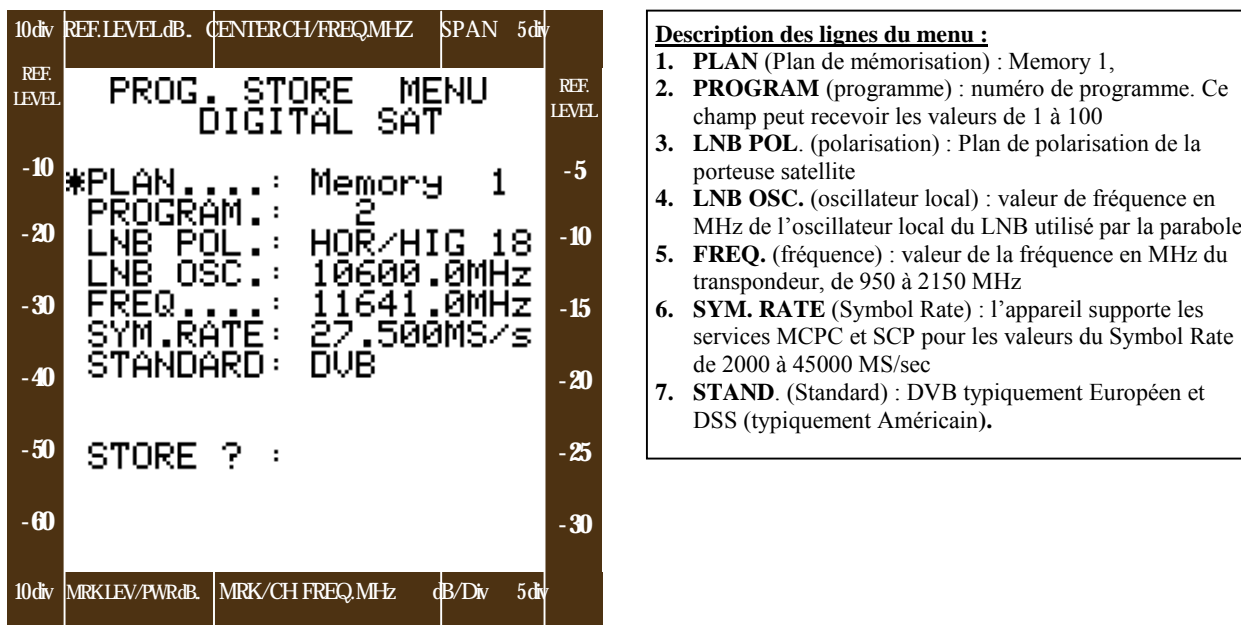 10div REF.LEVELdB. CENTER CH/FREQ.MHZ SPAN 5div
REF. LEVEL
REF. LEVEL
PROG. STORE MENU
DIGITAL SAT
-10
-20
-30
-40
-50
-60
*PLAN....: Memory 1
PROGRAM.: 2
LNB POL.: HOR/HIG 18
LNB OSC.: 10600.0MHz
FREQ....: 11641.0MHz
SYM.RATE: 27.500MS/s
STANDARD: DVB
STORE ? :
-5
-10
-15
-20
-25
-30
10div MRK LEV/PWR dB. MRK/CH FREQ.MHz dB/Div 5div
Description des lignes du menu :
1. PLAN (Plan de mémorisation) : Memory 1,
2. PROGRAM (programme) : numéro de programme. Ce
champ peut recevoir les valeurs de 1 à 100
3. LNB POL. (polarisation) : Plan de polarisation de la
porteuse satellite
4. LNB OSC. (oscillateur local) : valeur de fréquence en
MHz de l’oscillateur local du LNB utilisé par la parabole
5. FREQ. (fréquence) : valeur de la fréquence en MHz du
transpondeur, de 950 à 2150 MHz
6. SYM. RATE (Symbol Rate) : l’appareil supporte les
services MCPC et SCP pour les valeurs du Symbol Rate
de 2000 à 45000 MS/sec
7. STAND. (Standard) : DVB typiquement Européen et
DSS (typiquement Américain).